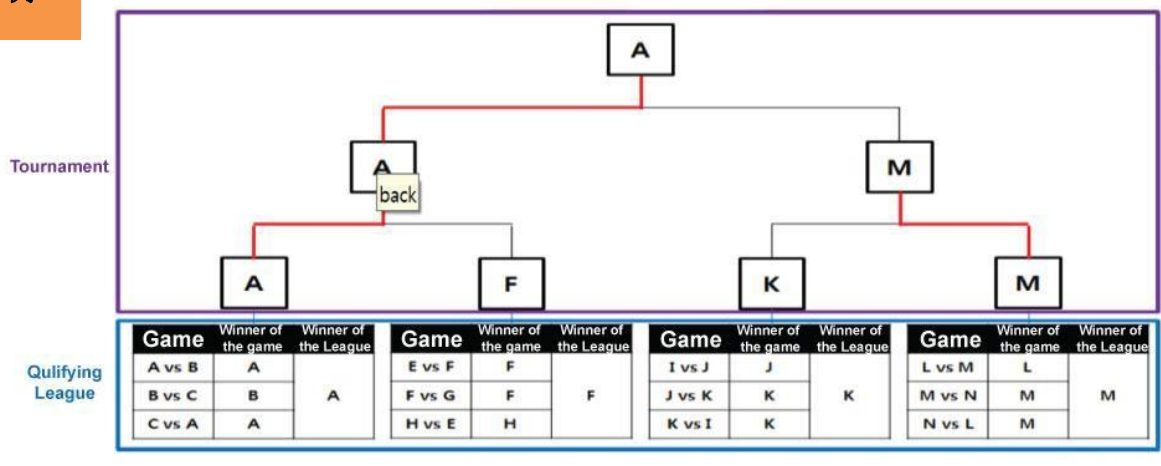 A
Tournament
A
M
back
A
F
K
M
Qulifying
League
Game Winner of the game Winner of the League
A vs B A
B vs C B A
C vs A A
Game Winner of the game Winner of the League
E vs F F
F vs G F F
H vs E H
Game Winner of the game Winner of the League
I vs J J
J vs K K K
K vs I K
Game Winner of the game Winner of the League
L vs M L
M vs N M M
N vs L M